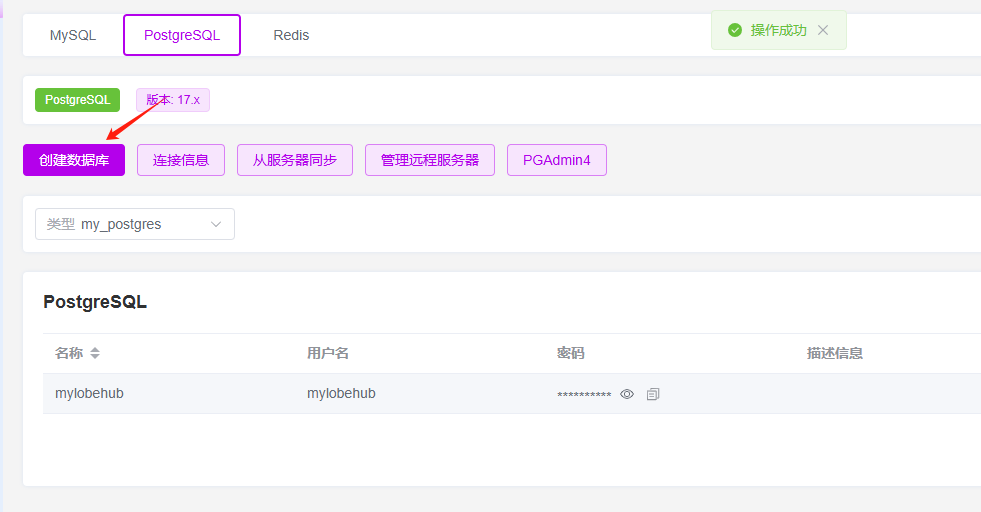 MySQL PostgreSQL Redis 操作成功
PostgreSQL 版本: 17.x
创建数据库 连接信息 从服务器同步 管理远程服务器 PGAdmin4
类型 my_postgres
PostgreSQL
名称 用户名 密码 描述信息
mylobehub mylobehub **********